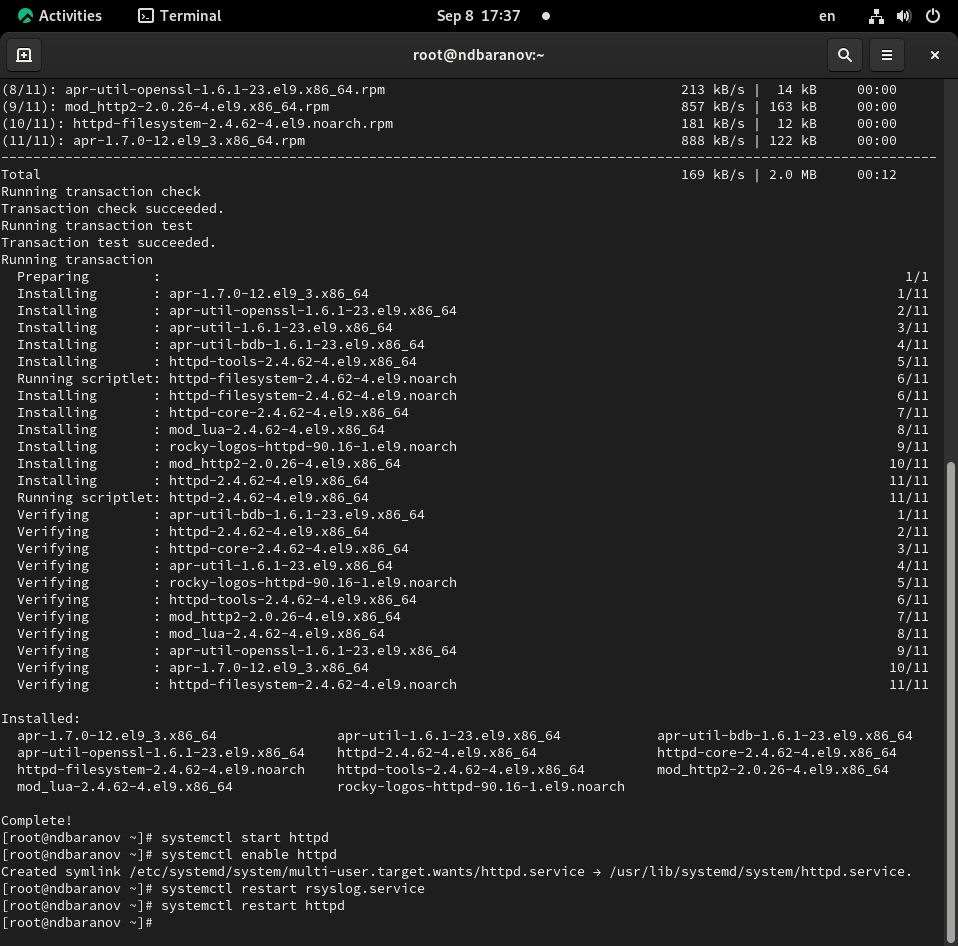 Activities Terminal Sep 8 17:37 en
root@ndbaranov:~
(8/11): apr-util-openssl-1.6.1-23.el9.x86_64.rpm 213 kB/s | 14 kB 00:00
(9/11): mod_http2-2.0.26-4.el9.x86_64.rpm 857 kB/s | 163 kB 00:00
(10/11): httpd-filesystem-2.4.62-4.el9.noarch.rpm 181 kB/s | 12 kB 00:00
(11/11): apr-1.7.0-12.el9_3.x86_64.rpm 888 kB/s | 122 kB 00:00
--------------------------------------------------------------------------------
Total 169 kB/s | 2.0 MB 00:12
Running transaction check
Transaction check succeeded.
Running transaction test
Transaction test succeeded.
Running transaction
Preparing : 1/1
Installing : apr-1.7.0-12.el9_3.x86_64 1/11
Installing : apr-util-openssl-1.6.1-23.el9.x86_64 2/11
Installing : apr-util-1.6.1-23.el9.x86_64 3/11
Installing : apr-util-bdb-1.6.1-23.el9.x86_64 4/11
Installing : httpd-tools-2.4.62-4.el9.x86_64 5/11
Running scriptlet: httpd-filesystem-2.4.62-4.el9.noarch 6/11
Installing : httpd-filesystem-2.4.62-4.el9.noarch 6/11
Installing : httpd-core-2.4.62-4.el9.x86_64 7/11
Installing : mod_lua-2.4.62-4.el9.x86_64 8/11
Installing : rocky-logos-httpd-90.16-1.el9.noarch 9/11
Installing : mod_http2-2.0.26-4.el9.x86_64 10/11
Installing : httpd-2.4.62-4.el9.x86_64 11/11
Running scriptlet: httpd-2.4.62-4.el9.x86_64 11/11
Verifying : apr-util-bdb-1.6.1-23.el9.x86_64 1/11
Verifying : httpd-2.4.62-4.el9.x86_64 2/11
Verifying : httpd-core-2.4.62-4.el9.x86_64 3/11
Verifying : apr-util-1.6.1-23.el9.x86_64 4/11
Verifying : rocky-logos-httpd-90.16-1.el9.noarch 5/11
Verifying : httpd-tools-2.4.62-4.el9.x86_64 6/11
Verifying : mod_http2-2.0.26-4.el9.x86_64 7/11
Verifying : mod_lua-2.4.62-4.el9.x86_64 8/11
Verifying : apr-util-openssl-1.6.1-23.el9.x86_64 9/11
Verifying : apr-1.7.0-12.el9_3.x86_64 10/11
Verifying : httpd-filesystem-2.4.62-4.el9.noarch 11/11
Installed:
apr-1.7.0-12.el9_3.x86_64 apr-util-1.6.1-23.el9.x86_64 apr-util-bdb-1.6.1-23.el9.x86_64
apr-util-openssl-1.6.1-23.el9.x86_64 httpd-2.4.62-4.el9.x86_64 httpd-core-2.4.62-4.el9.x86_64
httpd-filesystem-2.4.62-4.el9.noarch httpd-tools-2.4.62-4.el9.x86_64 mod_http2-2.0.26-4.el9.x86_64
mod_lua-2.4.62-4.el9.x86_64 rocky-logos-httpd-90.16-1.el9.noarch
Complete!
[root@ndbaranov ~]# systemctl start httpd
[root@ndbaranov ~]# systemctl enable httpd
Created symlink /etc/systemd/system/multi-user.target.wants/httpd.service → /usr/lib/systemd/system/httpd.service.
[root@ndbaranov ~]# systemctl restart rsyslog.service
[root@ndbaranov ~]# systemctl restart httpd
[root@ndbaranov ~]#